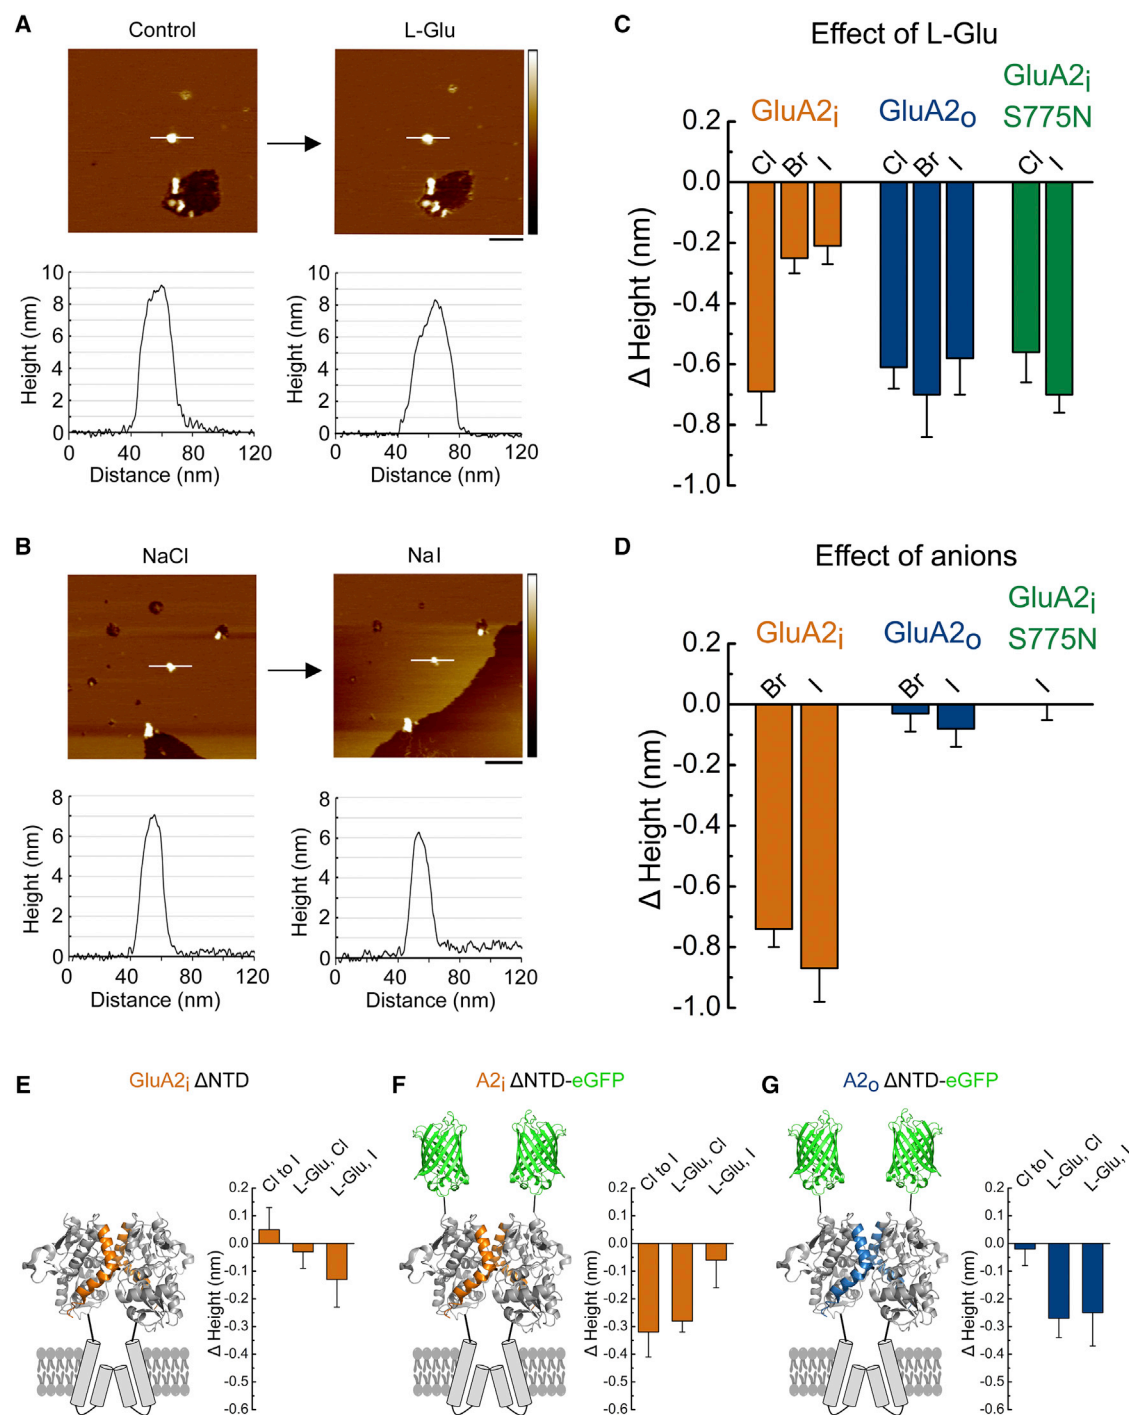 A
Control
L-Glu
10
8
6
4
2
0
Height (nm)
0 40 80 120
Distance (nm)
10
8
6
4
2
0
Height (nm)
0 40 80 120
Distance (nm)
B
NaCl
NaI
8
6
4
2
0
Height (nm)
0 40 80 120
Distance (nm)
8
6
4
2
0
Height (nm)
0 40 80 120
Distance (nm)
C
Effect of L-Glu
GluA2i
GluA2o
GluA2i
S775N
Cl Br I
Cl Br I
Cl I
0.2
0.0
-0.2
-0.4
-0.6
-0.8
-1.0
Δ Height (nm)
D
Effect of anions
GluA2i
GluA2o
GluA2i
S775N
Br I
Br I
I
0.2
0.0
-0.2
-0.4
-0.6
-0.8
-1.0
Δ Height (nm)
E
GluA2i ΔNTD
Cl to I
L-Glu, Cl
L-Glu, I
0.2
0.1
0.0
-0.1
-0.2
-0.3
-0.4
-0.5
-0.6
Δ Height (nm)
F
A2i ΔNTD-eGFP
Cl to I
L-Glu, Cl
L-Glu, I
0.2
0.1
0.0
-0.1
-0.2
-0.3
-0.4
-0.5
-0.6
Δ Height (nm)
G
A2o ΔNTD-eGFP
Cl to I
L-Glu, Cl
L-Glu, I
0.2
0.1
0.0
-0.1
-0.2
-0.3
-0.4
-0.5
-0.6
Δ Height (nm)